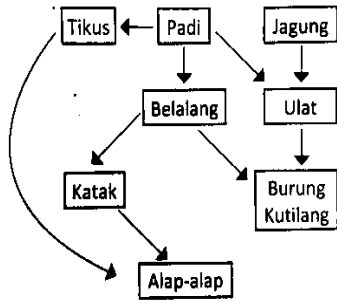 Tikus
Padi
Jagung
Belalang
Ulat
Katak
Burung
Kutilang
Alap-alap